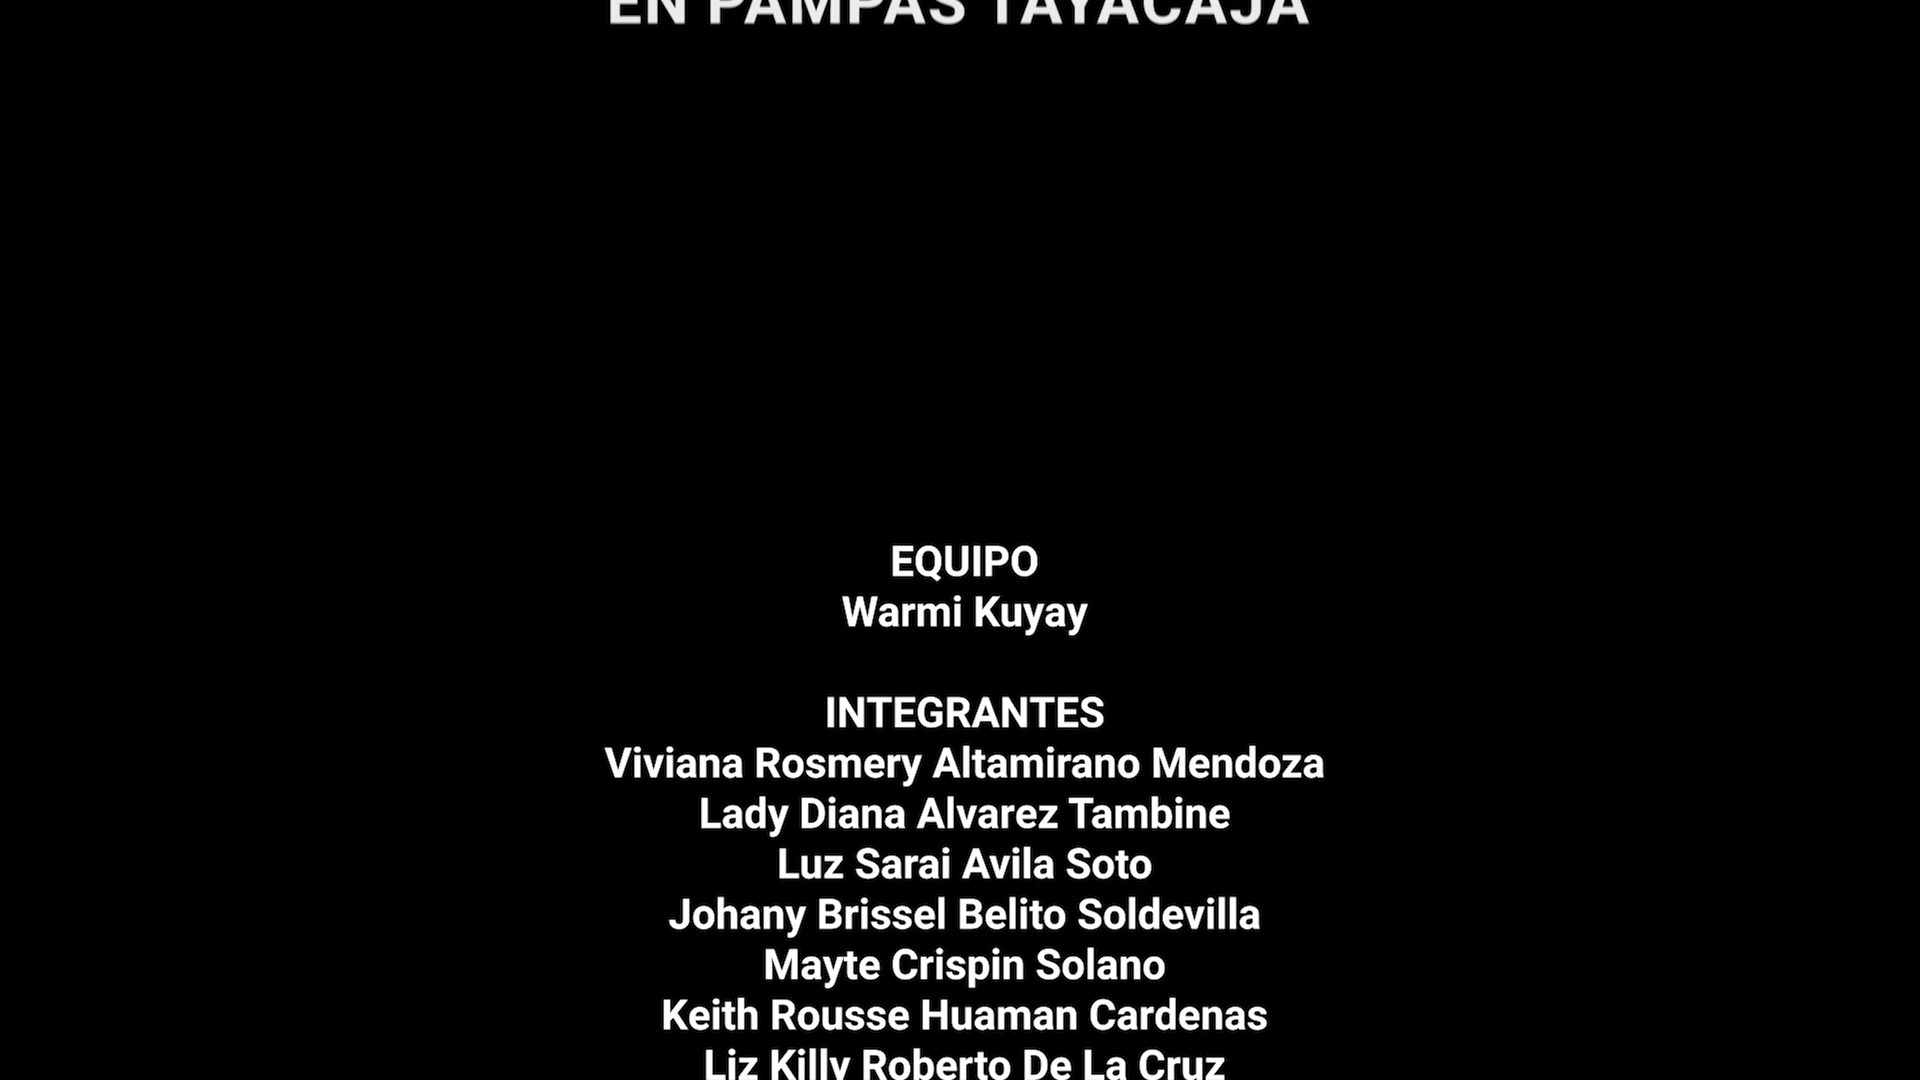 EN PAMPAS TAYACAJA
EQUIPO
Warmi Kuyay
INTEGRANTES
Viviana Rosmery Altamirano Mendoza
Lady Diana Alvarez Tambine
Luz Sarai Avila Soto
Johany Brissel Belito Soldevilla
Mayte Crispin Solano
Keith Rousse Huaman Cardenas
Liz Killy Roberto De La Cruz